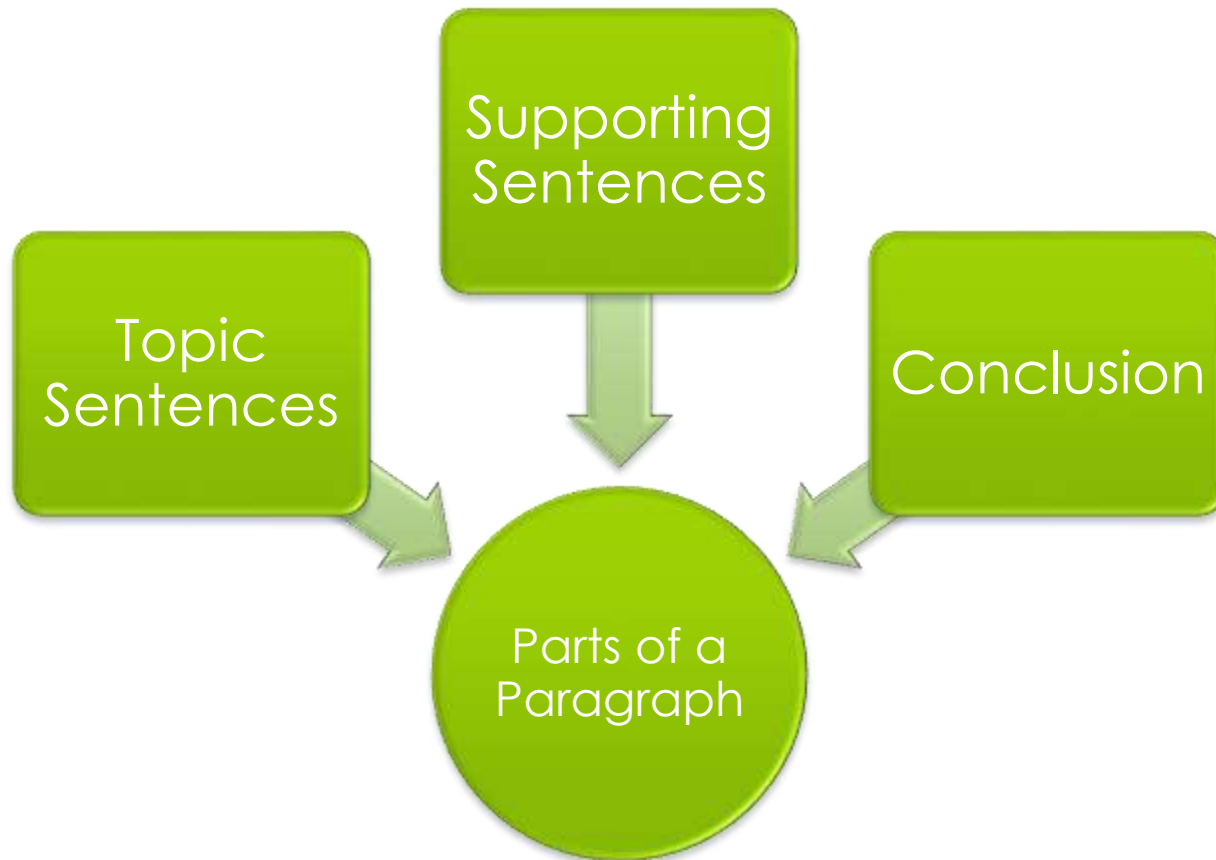 Topic
Sentences
Supporting
Sentences
Conclusion
Parts of a
Paragraph